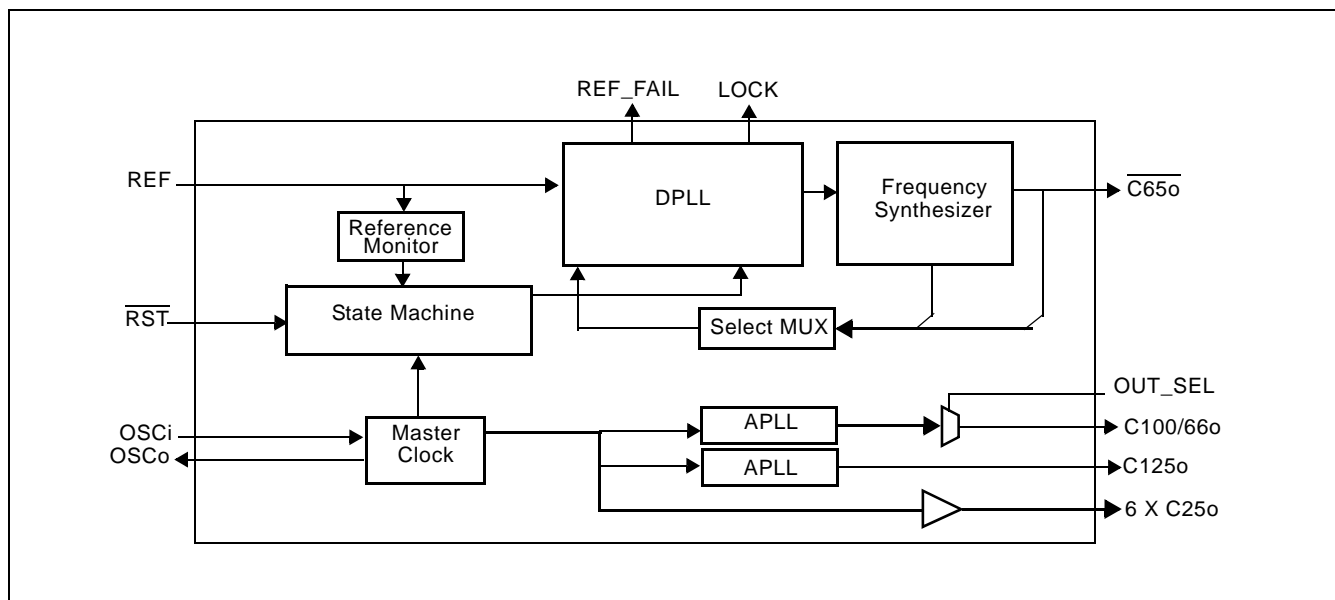 REF_FAIL LOCK
REF
DPLL
Frequency
Synthesizer
C65o
Reference
Monitor
RST
State Machine
Select MUX
OUT_SEL
OSCi
OSCo
Master
Clock
APLL
C100/66o
APLL
C125o
6 X C25o